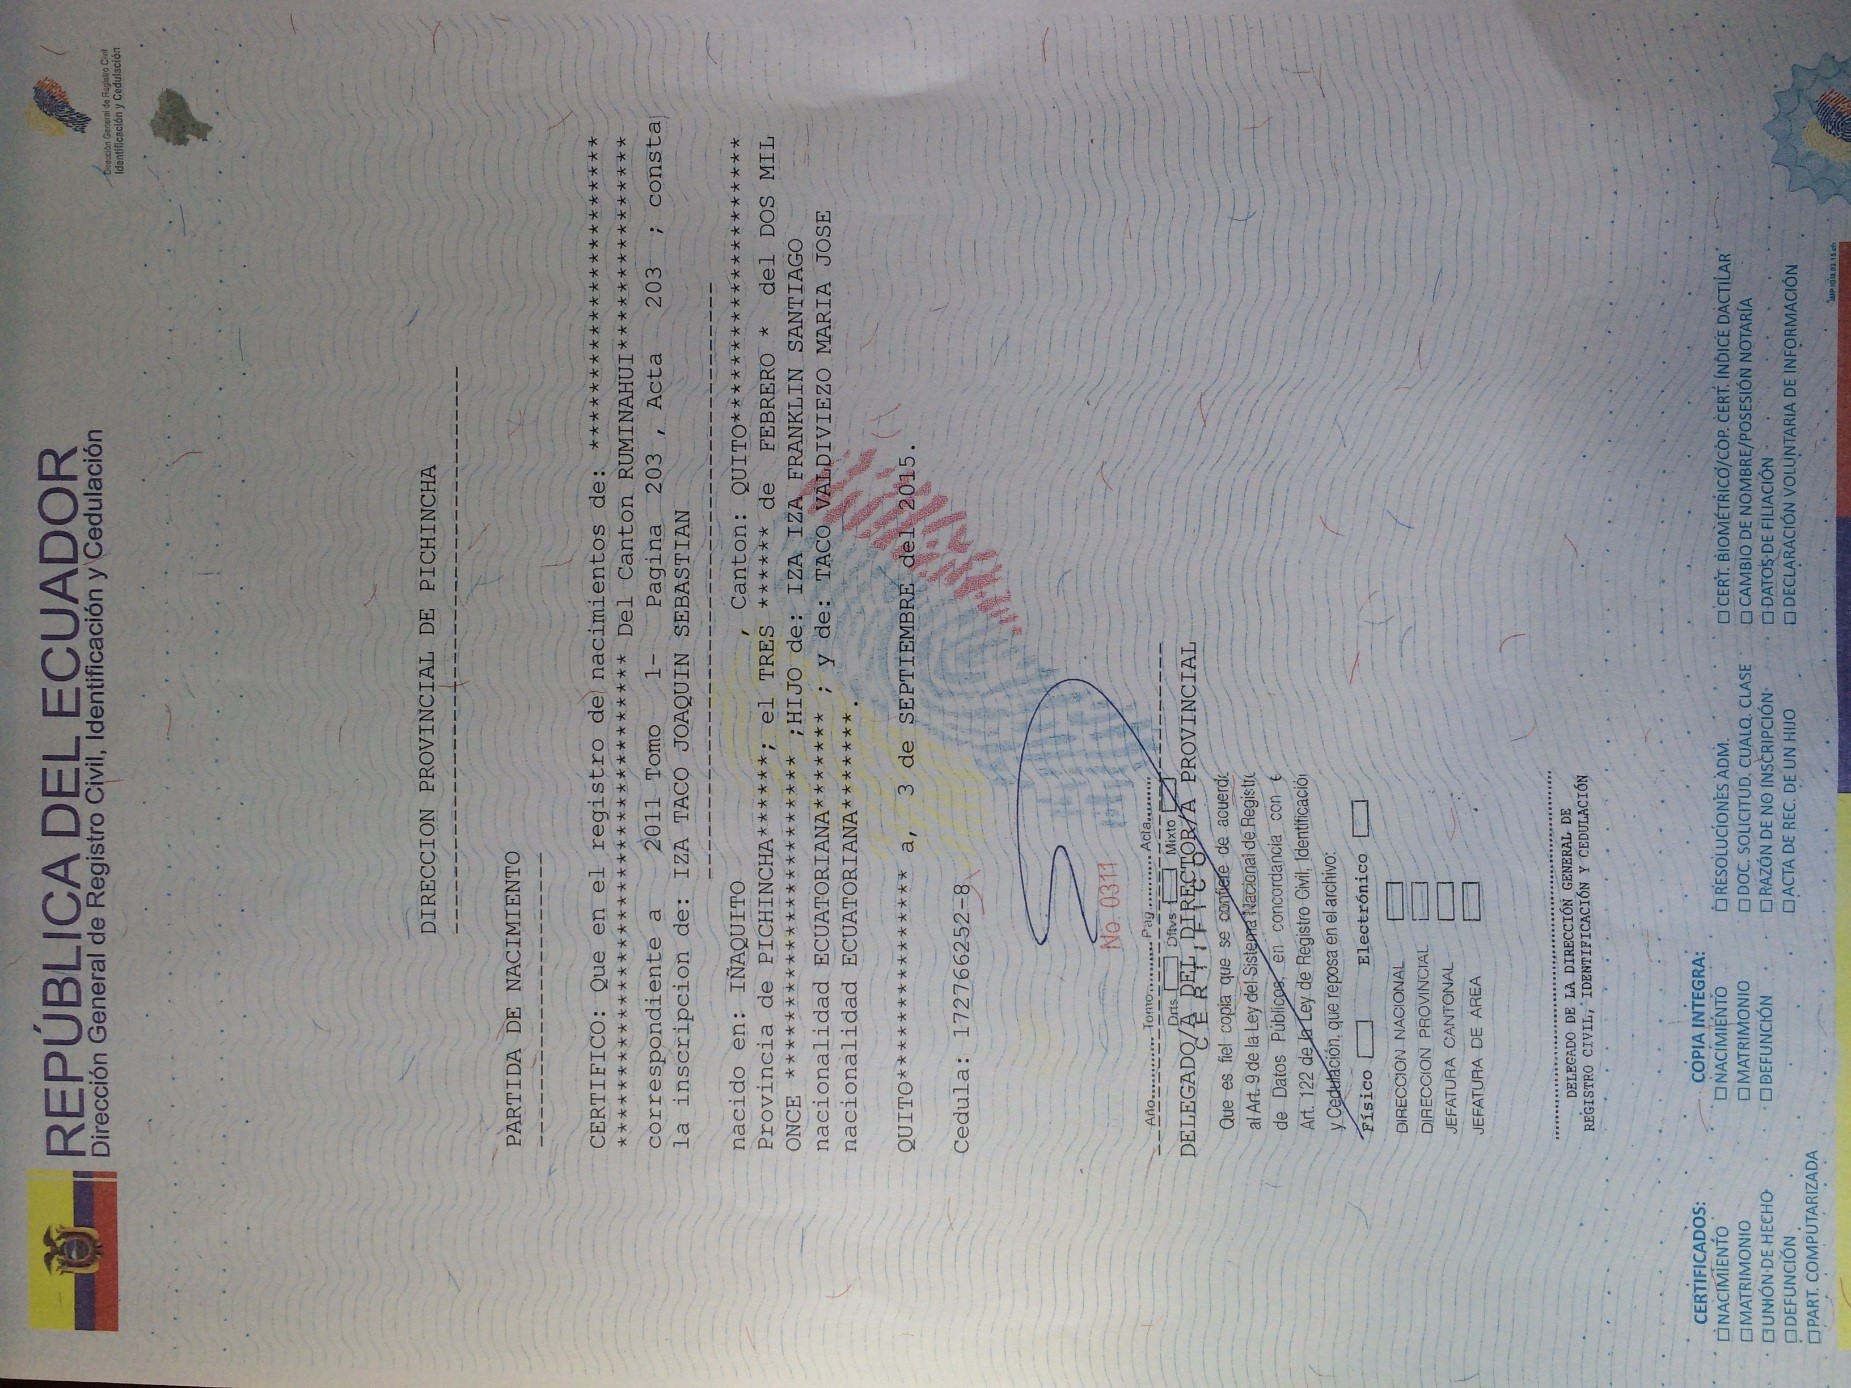 REPÚBLICA DEL ECUADOR
Dirección General de Registro Civil, Identificación y Cedulación
Dirección General de Registro Civil
Identificación y Cedulación
DIRECCION PROVINCIAL DE PICHINCHA
---------------------------------------
PARTIDA DE NACIMIENTO
---------------------
CERTIFICO: Que en el registro de nacimientos de: **********************
************************************ Del Canton RUMINAHUI**************
correspondiente a 2011 Tomo 1- Pagina 203 , Acta 203 ; consta
la inscripcion de: IZA TACO JOAQUIN SEBASTIAN
------------------------------------------
nacido en: IÑAQUITO , Canton: QUITO********************
Provincia de PICHINCHA******; el TRES ****** de FEBRERO * del DOS MIL
ONCE *********************** ;HIJO de: IZA IZA FRANKLIN SANTIAGO
nacionalidad ECUATORIANA******* ; y de: TACO VALDIVIEZO MARIA JOSE
nacionalidad ECUATORIANA*******.
QUITO**************** a, 3 de SEPTIEMBRE del 2015.
Cedula: 172766252-8
No 0311
Año............ Tomo......... Pag.......... Acta.........
Drts. Dftvs Mixto
DELEGADO/A DEL DIRECTOR/A PROVINCIAL
C E R T I F I C O
Que es fiel copia que se confiere de acuerdo
al Art. 9 de la Ley del Sistema Nacional de Registro
de Datos Públicos, en concordancia con
Art. 122 de la Ley de Registro Civil, Identificació
y Cedulación, que reposa en el archivo:
Físico Electrónico
DIRECCION NACIONAL
DIRECCION PROVINCIAL
JEFATURA CANTONAL
JEFATURA DE AREA
DELEGADO DE LA DIRECCIÓN GENERAL DE
REGISTRO CIVIL, IDENTIFICACIÓN Y CEDULACIÓN
CERTIFICADOS:
NACIMIENTO
MATRIMONIO
UNIÓN DE HECHO
DEFUNCIÓN
PART. COMPUTARIZADA
COPIA INTEGRA:
NACIMIENTO
MATRIMONIO
DEFUNCIÓN
RESOLUCIONES ADM.
DOC. SOLICITUD, CUALQ. CLASE
RAZÓN DE NO INSCRIPCIÓN
ACTA DE REC. DE UN HIJO
CERT. BIOMÉTRICO/COP. CERT. ÍNDICE DACTILAR
CAMBIO DE NOMBRE/POSESIÓN NOTARÍA
DATOS DE FILIACIÓN
DECLARACIÓN VOLUNTARIA DE INFORMACIÓN